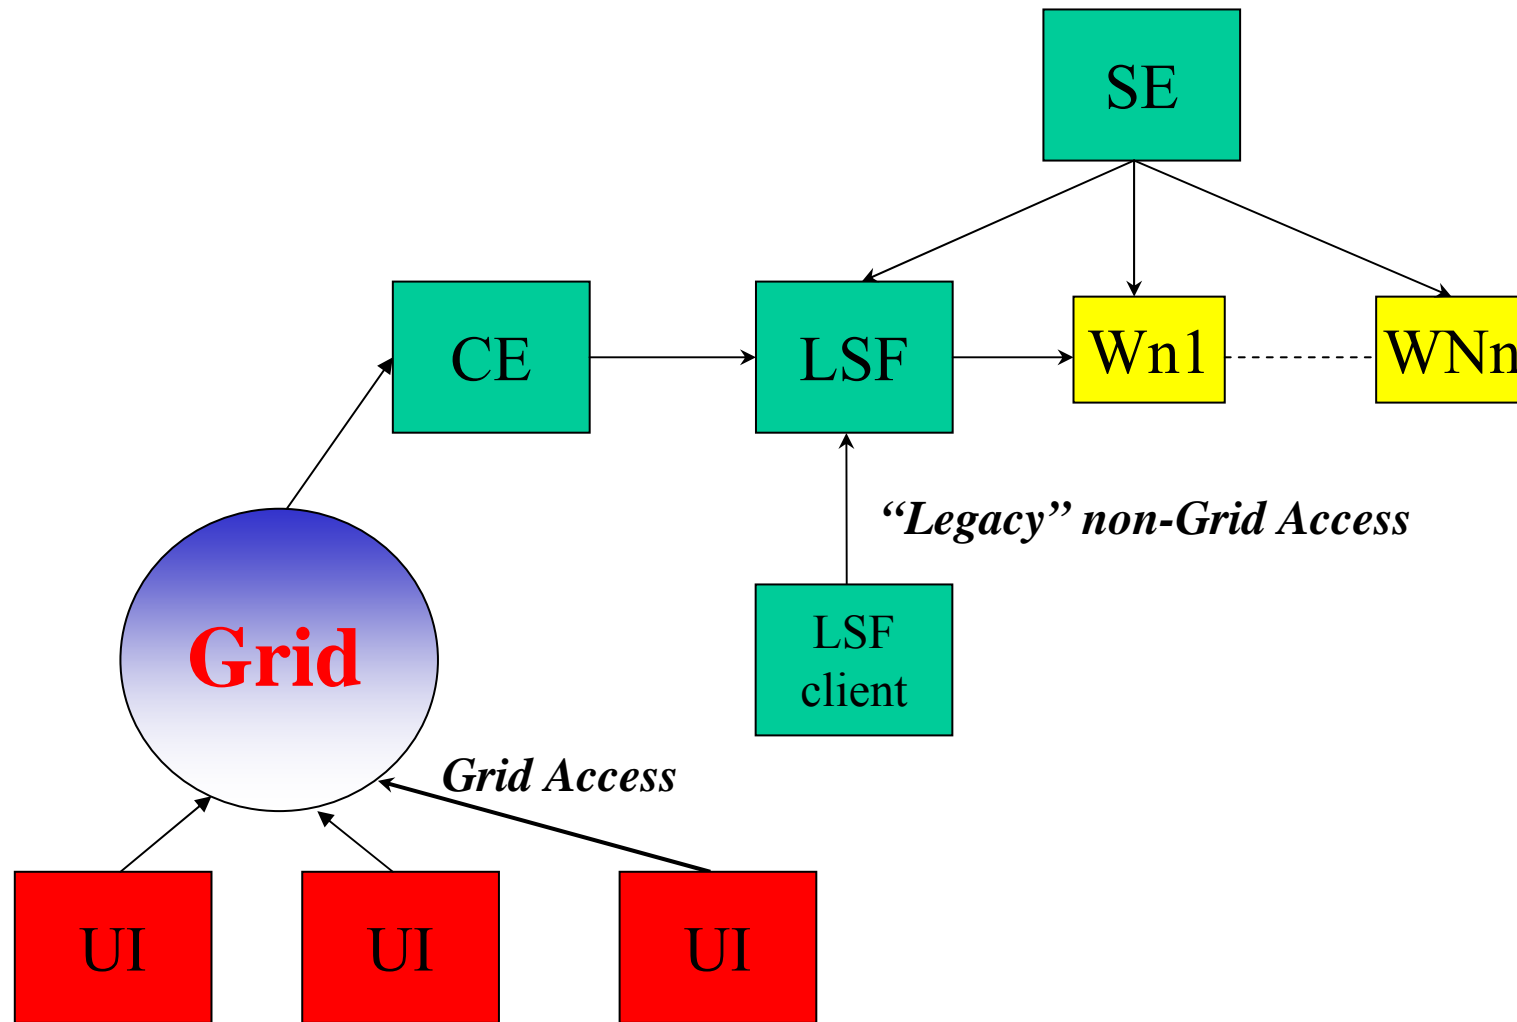 SE
CE
LSF
Wn1
WNn
“Legacy” non-Grid Access
LSF
client
Grid
Grid Access
UI
UI
UI